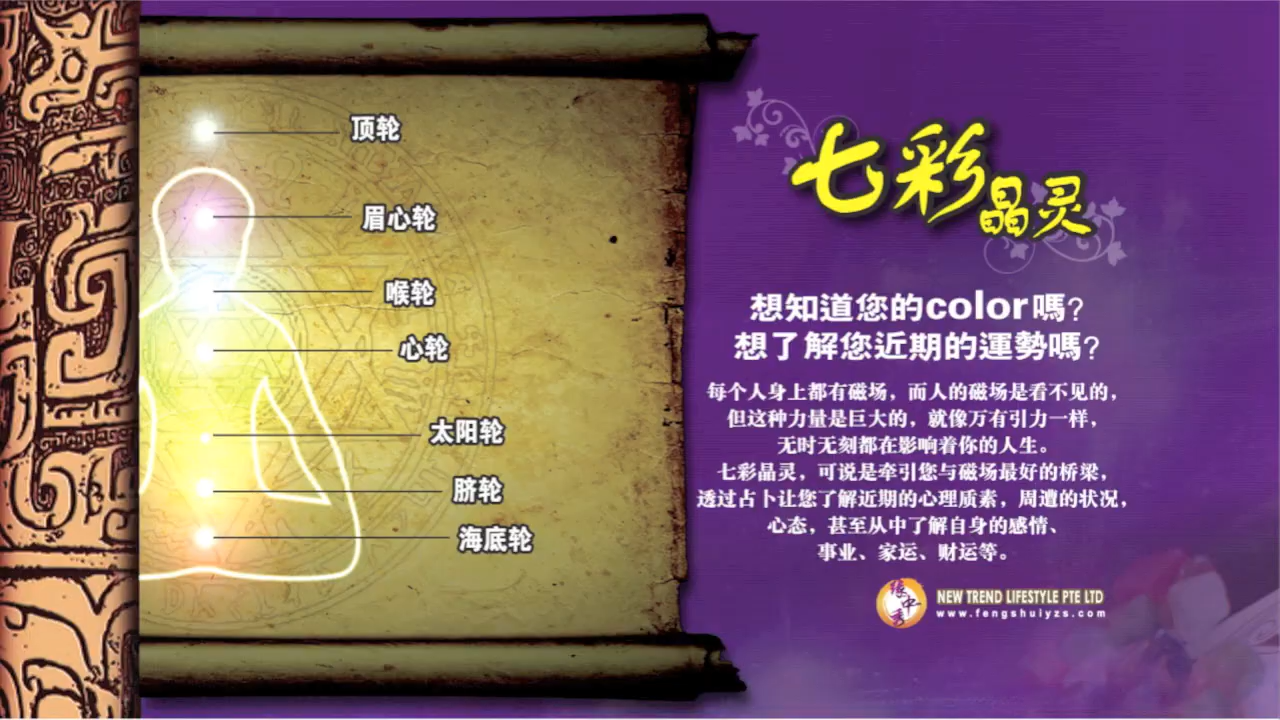 顶轮
眉心轮
喉轮
心轮
太阳轮
脐轮
海底轮
七彩晶灵
想知道您的color嗎?
想了解您近期的運勢嗎?
每个人身上都有磁场，而人的磁场是看不见的，
但这种力量是巨大的，就像万有引力一样，
无时无刻都在影响着你的人生。
七彩晶灵，可说是牵引您与磁场最好的桥梁，
透过占卜让您了解近期的心理质素，周遭的状况，
心态，甚至从中了解自身的感情、
事业、家运、财运等。
缘中秀
NEW TREND LIFESTYLE PTE LTD
www.fengshuiyzs.com